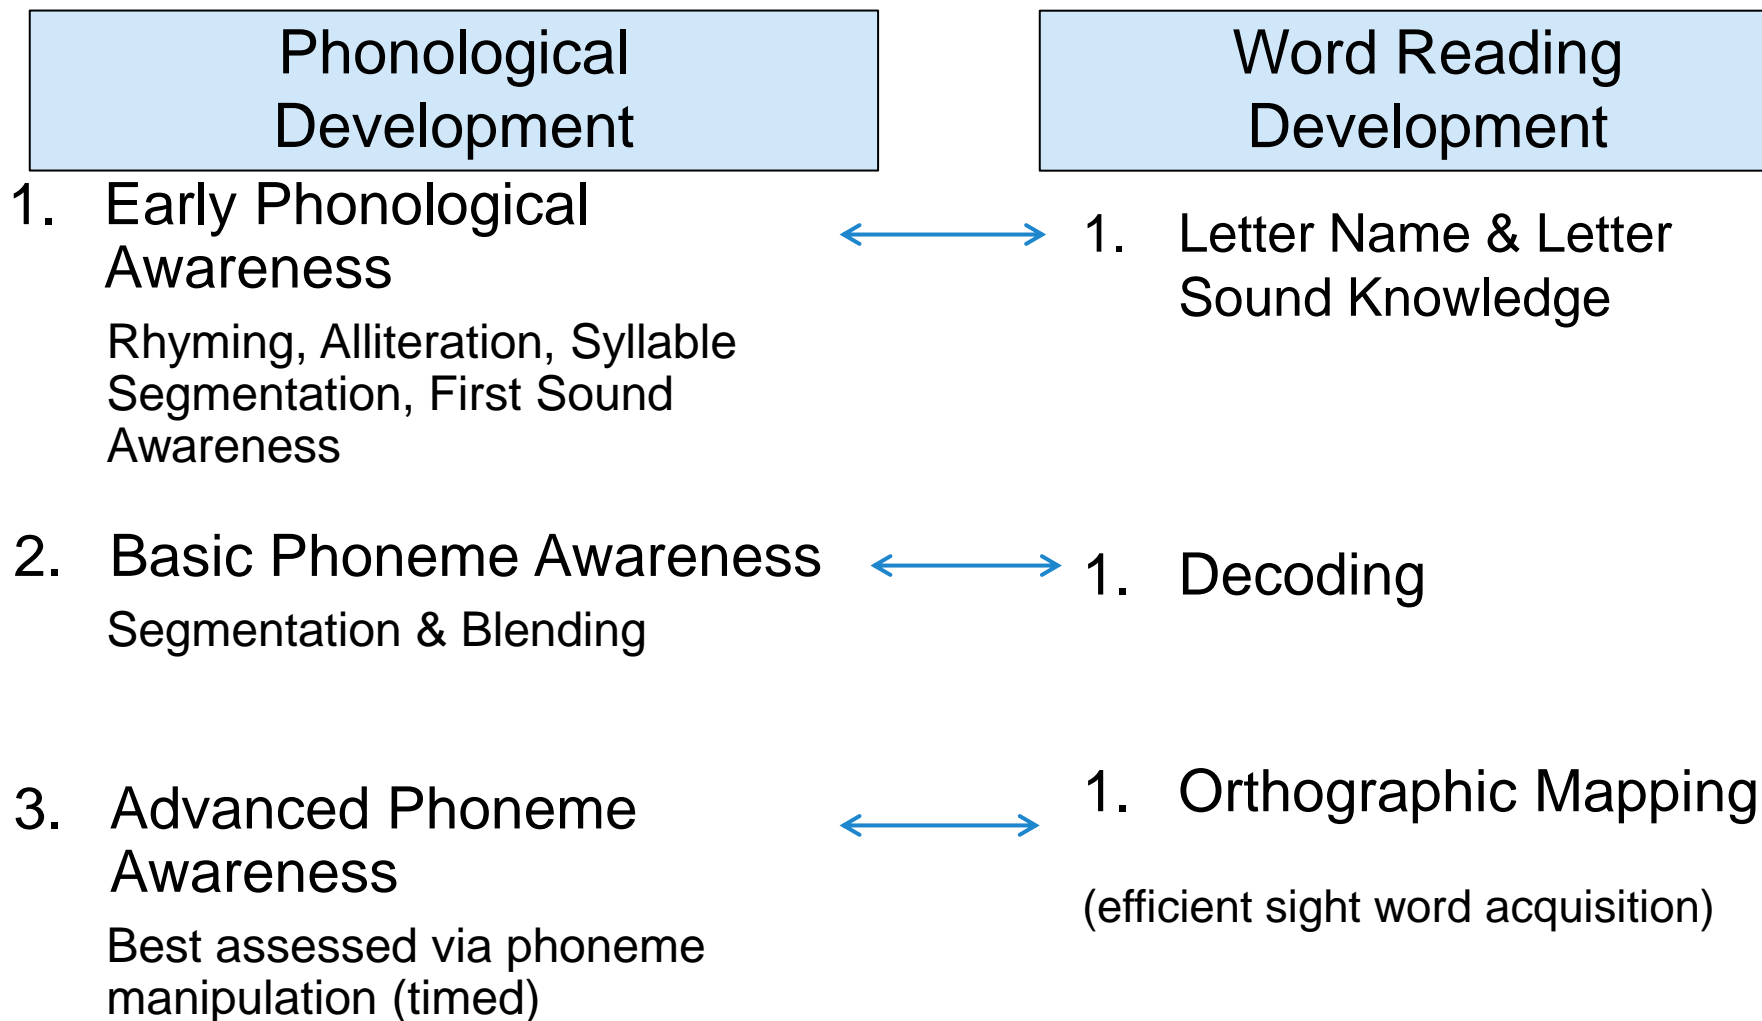 Phonological
Development
Word Reading
Development
1. Early Phonological
Awareness
Rhyming, Alliteration, Syllable
Segmentation, First Sound
Awareness
1. Letter Name & Letter
Sound Knowledge
2. Basic Phoneme Awareness
Segmentation & Blending
1. Decoding
3. Advanced Phoneme
Awareness
Best assessed via phoneme
manipulation (timed)
1. Orthographic Mapping
(efficient sight word acquisition)